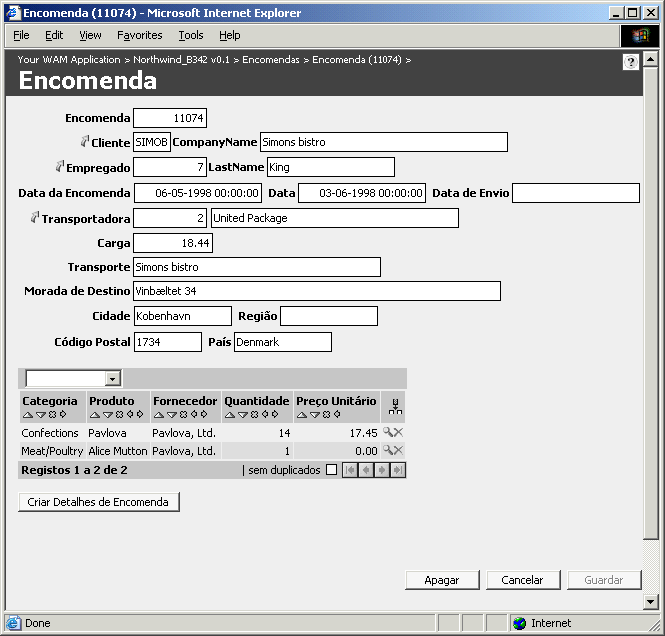 Encomenda (11074) - Microsoft Internet Explorer
File Edit View Favorites Tools Help
Your WAM Application > Northwind_B342 v0.1 > Encomendas > Encomenda (11074) >
?
Encomenda
Encomenda 11074
Cliente SIMOB CompanyName Simons bistro
Empregado 7 LastName King
Data da Encomenda 06-05-1998 00:00:00 Data 03-06-1998 00:00:00 Data de Envio
Transportadora 2 United Package
Carga 18.44
Transporte Simons bistro
Morada de Destino Vinbæltet 34
Cidade Kobenhavn Região
Código Postal 1734 País Denmark
Categoria Produto Fornecedor Quantidade Preço Unitário
Confections Pavlova Pavlova, Ltd. 14 17.45
Meat/Poultry Alice Mutton Pavlova, Ltd. 1 0.00
Registos 1 a 2 de 2 | sem duplicados
Criar Detalhes de Encomenda
Apagar Cancelar Guardar
Done Internet